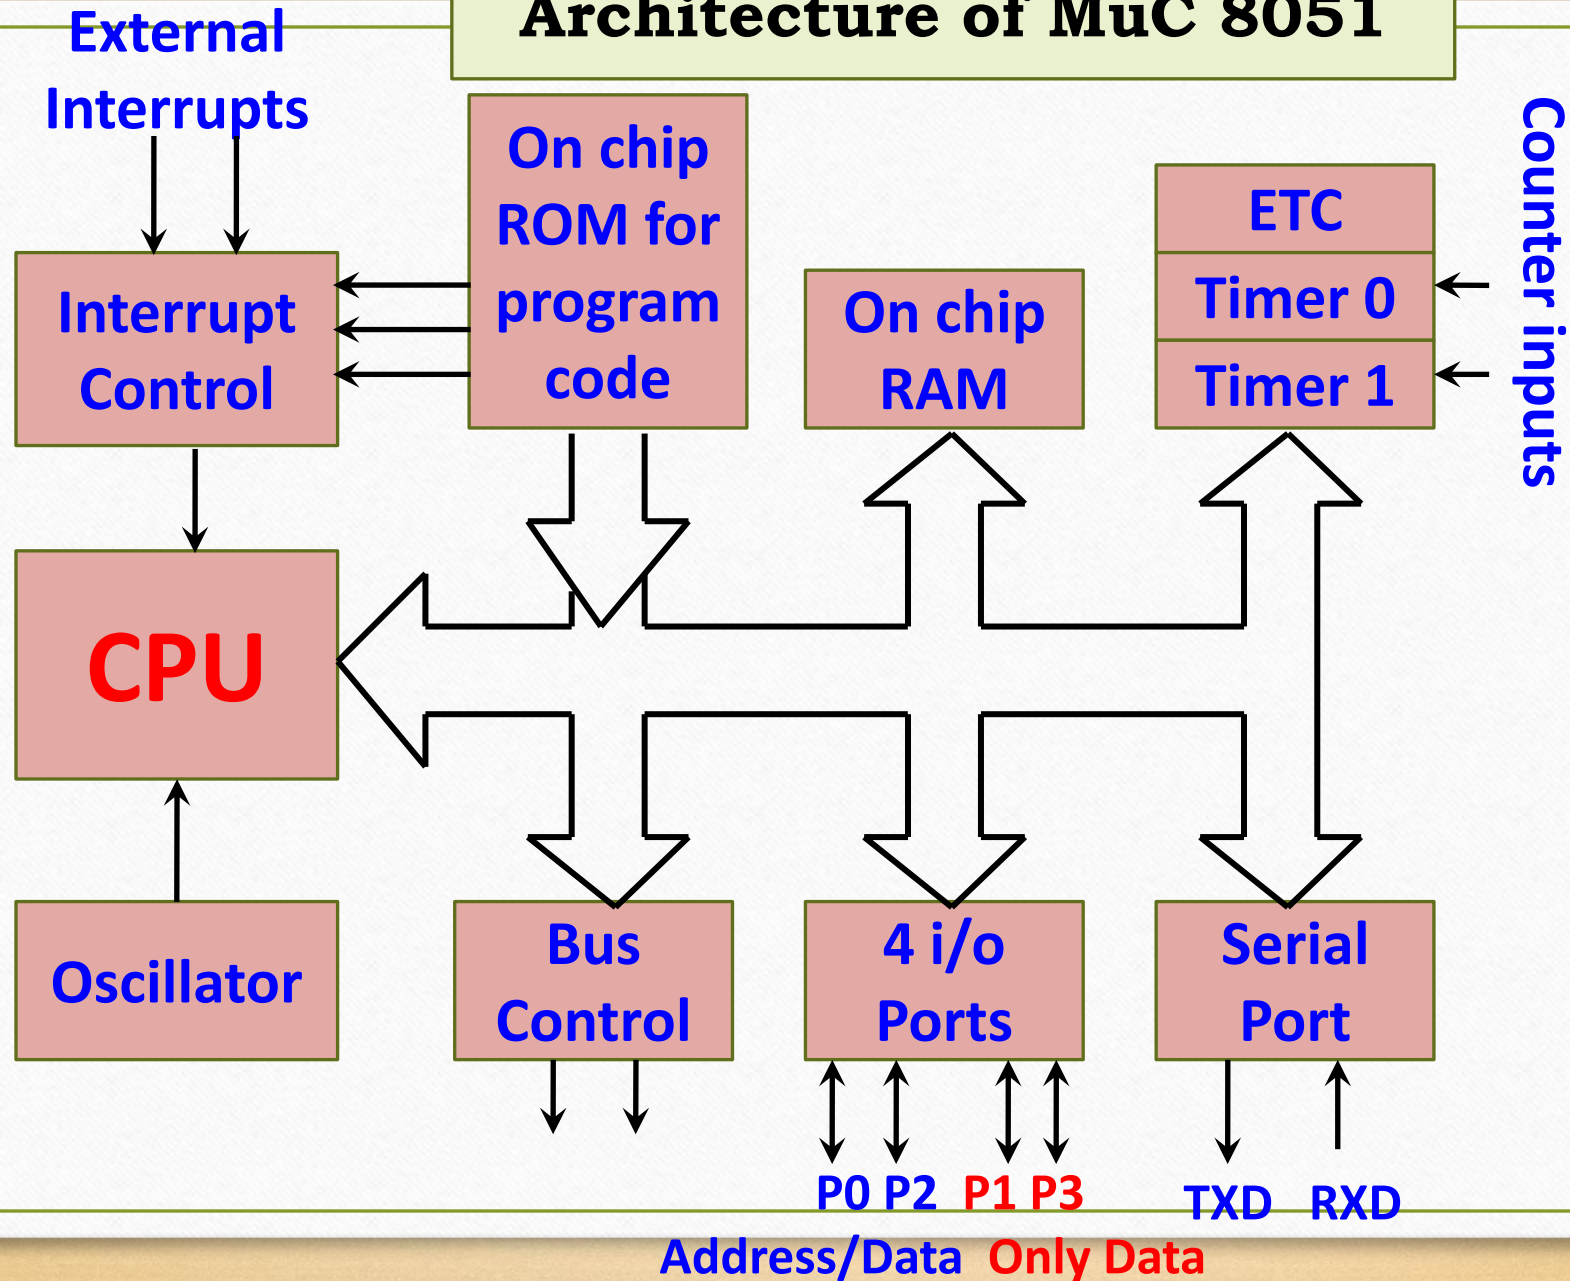 Architecture of MuC 8051
External
Interrupts
On chip
ROM for
program
code
Interrupt
Control
On chip
RAM
ETC
Timer 0
Timer 1
Counter inputs
CPU
Oscillator
Bus
Control
4 i/o
Ports
Serial
Port
P0 P2 P1 P3
TXD RXD
Address/Data Only Data